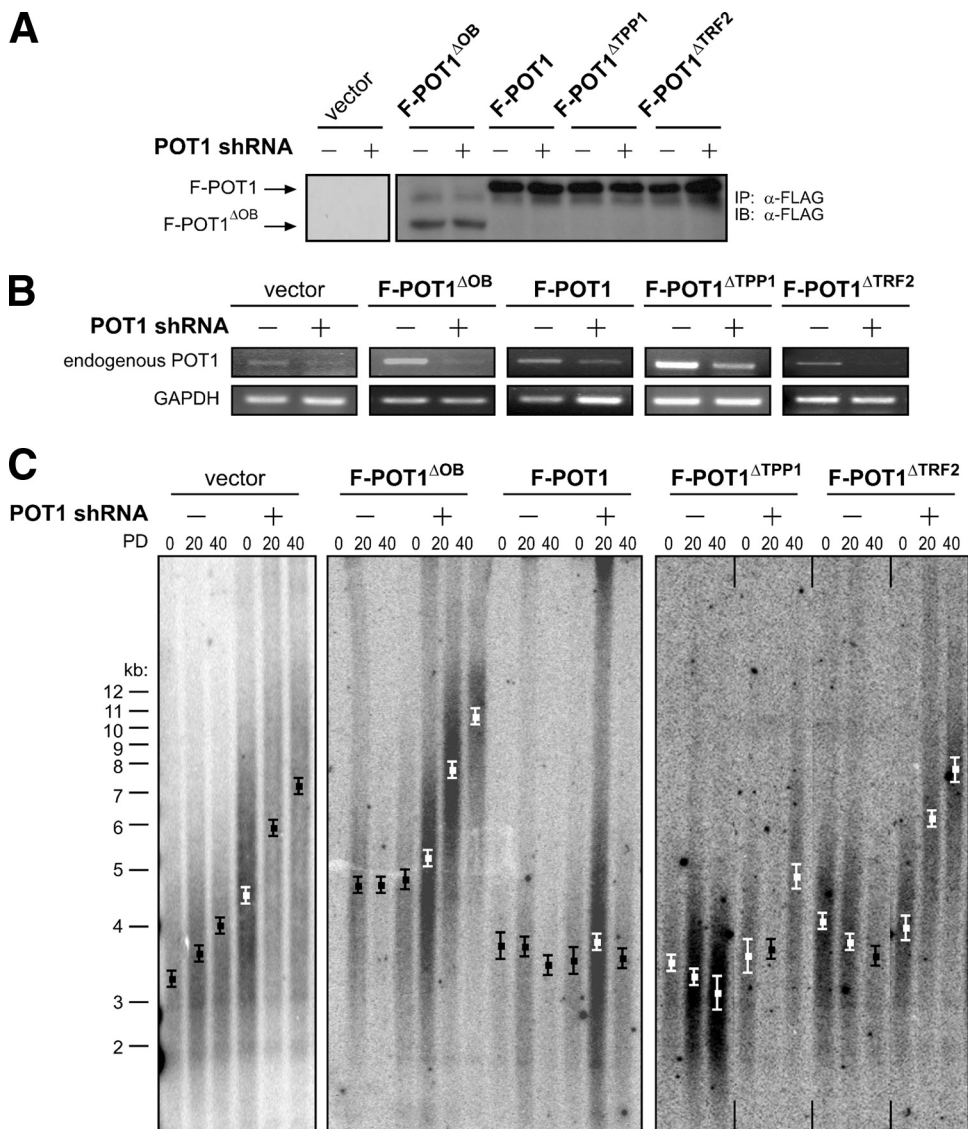 A
vector F-POT1ΔOB F-POT1 F-POT1ΔTPP1 F-POT1ΔTRF2
POT1 shRNA − + − + − + − + − +
F-POT1
F-POT1ΔOB
IP: α-FLAG
IB: α-FLAG
B
vector F-POT1ΔOB F-POT1 F-POT1ΔTPP1 F-POT1ΔTRF2
POT1 shRNA − + − + − + − + − +
endogenous POT1
GAPDH
C
vector F-POT1ΔOB F-POT1 F-POT1ΔTPP1 F-POT1ΔTRF2
POT1 shRNA − + − + − + − + − +
PD 0 20 40 0 20 40 0 20 40 0 20 40 0 20 40 0 20 40 0 20 40 0 20 40 0 20 40 0 20 40
kb:
12
11
10
9
8
7
6
5
4
3
2